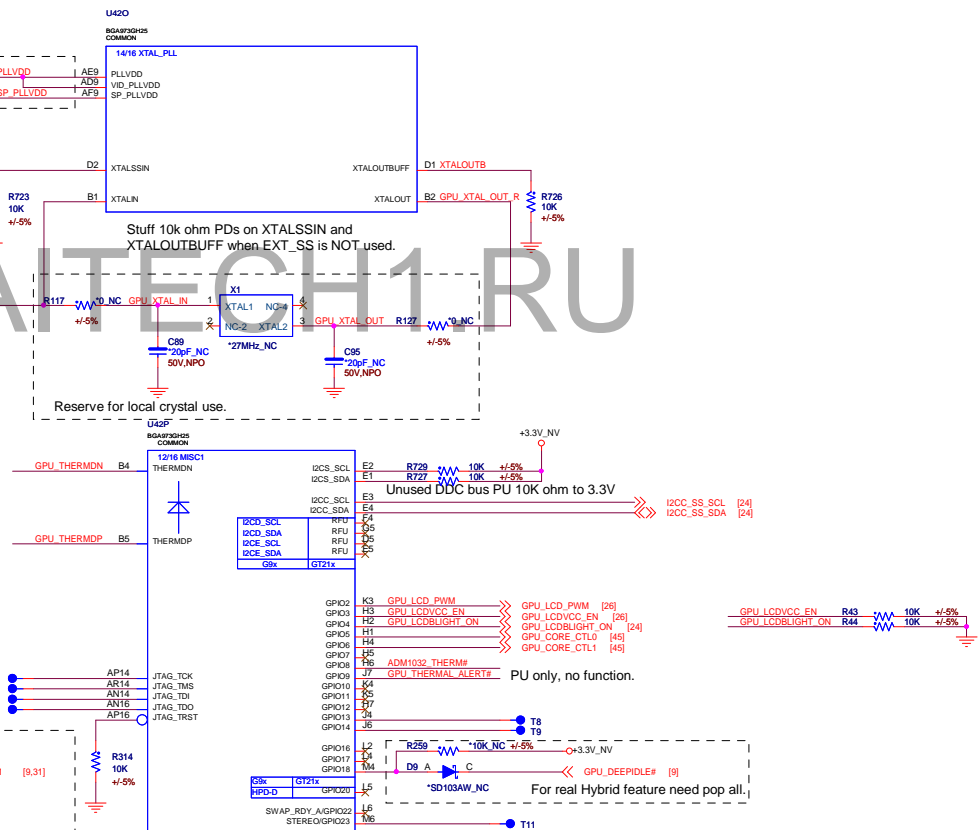 U42O
BGA973GH25
COMMON
14/16 XTAL_PLL
PLLVDD
AE9
PLLVDD
AD9
VID_PLLVDD
SP_PLLVDD
AF9
SP_PLLVDD
D2
XTALSSIN
XTALOUTBUFF
D1
XTALOUTB
R723
10K
+/-5%
B1
XTALIN
XTALOUT
B2
GPU_XTAL_OUT_R
R726
10K
+/-5%
Stuff 10k ohm PDs on XTALSSIN and
XTALOUTBUFF when EXT_SS is NOT used.
AITECH1.RU
R117
*0_NC
+/-5%
GPU_XTAL_IN
X1
1
XTAL1
NC-4
4
2
NC-2
XTAL2
3
GPU_XTAL_OUT
R127
*0_NC
+/-5%
*27MHz_NC
C89
*20pF_NC
50V,NPO
C95
*20pF_NC
50V,NPO
Reserve for local crystal use.
U42P
BGA973GH25
COMMON
12/16 MISC1
+3.3V_NV
GPU_THERMDN
B4
THERMDN
I2CS_SCL
E2
R729
10K
+/-5%
I2CS_SDA
E1
R727
10K
+/-5%
Unused DDC bus PU 10K ohm to 3.3V
I2CC_SCL
E3
I2CC_SS_SCL [24]
I2CC_SDA
E4
I2CC_SS_SDA [24]
I2CD_SCL
RFU
F4
I2CD_SDA
RFU
G5
I2CE_SCL
RFU
D5
I2CE_SDA
RFU
E5
G9x
GT21x
GPU_THERMDP
B5
THERMDP
GPIO2
K3
GPU_LCD_PWM
GPU_LCD_PWM [26]
GPIO3
H3
GPU_LCDVCC_EN
GPU_LCDVCC_EN [26]
GPIO4
H2
GPU_LCDBLIGHT_ON
GPU_LCDBLIGHT_ON [24]
GPIO5
H1
GPU_CORE_CTL0 [45]
GPIO6
H4
GPU_CORE_CTL1 [45]
GPIO7
H5
GPIO8
H6
ADM1032_THERM#
GPIO9
J7
GPU_THERMAL_ALERT#
PU only, no function.
GPIO10
K4
GPIO11
K5
GPIO12
H7
GPIO13
J4
T8
GPIO14
J6
T9
GPU_LCDVCC_EN
R43
10K
+/-5%
GPU_LCDBLIGHT_ON
R44
10K
+/-5%
AP14
JTAG_TCK
AR14
JTAG_TMS
AN14
JTAG_TDI
AN16
JTAG_TDO
AP16
JTAG_TRST
R314
10K
+/-5%
[9,31]
GPIO16
L2
R259
*10K_NC
+/-5%
+3.3V_NV
GPIO17
L4
GPIO18
M4
D9
A
C
GPU_DEEPIDLE# [9]
*SD103AW_NC
For real Hybrid feature need pop all.
G9x
GT21x
HPD-D
GPIO20
L5
SWAP_RDY_A/GPIO22
L6
STEREO/GPIO23
M6
T11